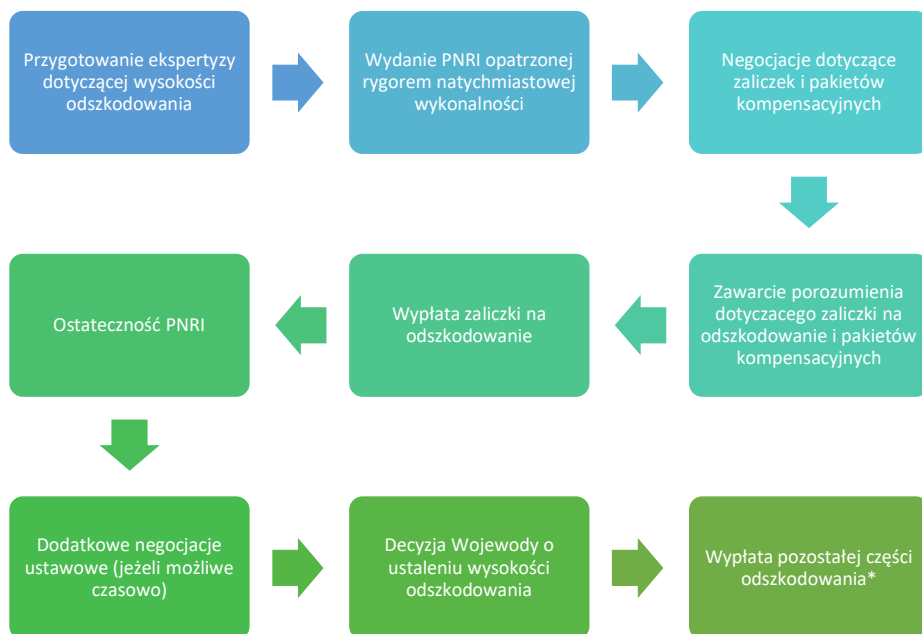 Przygotowanie ekspertyzy
dotyczącej wysokości
odszkodowania
Wydanie PNRI opatrzonej
rygorem natychmiastowej
wykonalności
Negocjacje dotyczące
zaliczek i pakietów
kompensacyjnych
Zawarcie porozumienia
dotyczacego zaliczki na
odszkodowanie i pakietów
kompensacyjnych
Wypłata zaliczki na
odszkodowanie
Ostateczność PNRI
Dodatkowe negocjacje
ustawowe (jeżeli możliwe
czasowo)
Decyzja Wojewody o
ustaleniu wysokości
odszkodowania
Wypłata pozostałej części
odszkodowania*